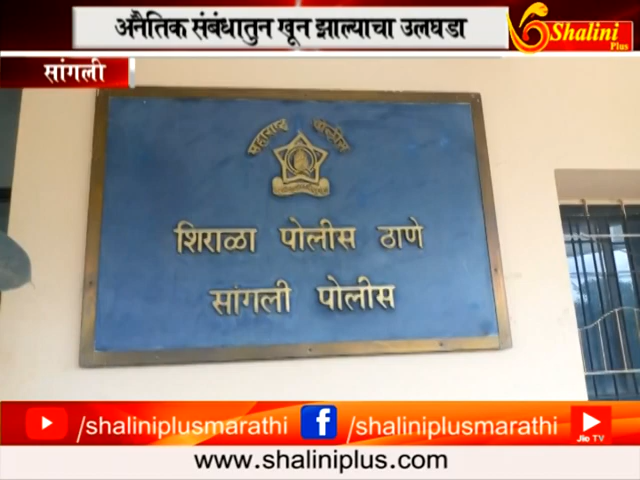 अनैतिक संबंधातुन खून झाल्याचा उलघडा
Shalini
Plus
सांगली
महाराष्ट्र पोलीस
शिराळा पोलीस ठाणे
सांगली पोलीस
/shaliniplusmarathi
/shaliniplusmarathi
Jio TV
www.shaliniplus.com